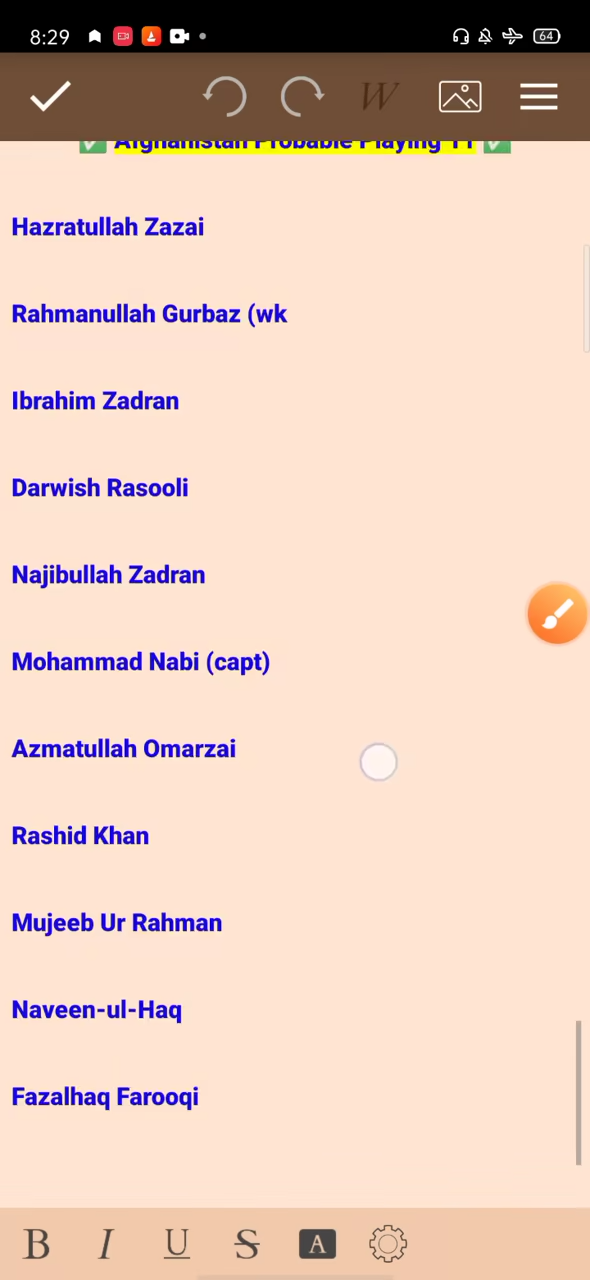 8:29
64
W
Afghanistan Probable Playing 11
Hazratullah Zazai
Rahmanullah Gurbaz (wk
Ibrahim Zadran
Darwish Rasooli
Najibullah Zadran
Mohammad Nabi (capt)
Azmatullah Omarzai
Rashid Khan
Mujeeb Ur Rahman
Naveen-ul-Haq
Fazalhaq Farooqi
B I U S A